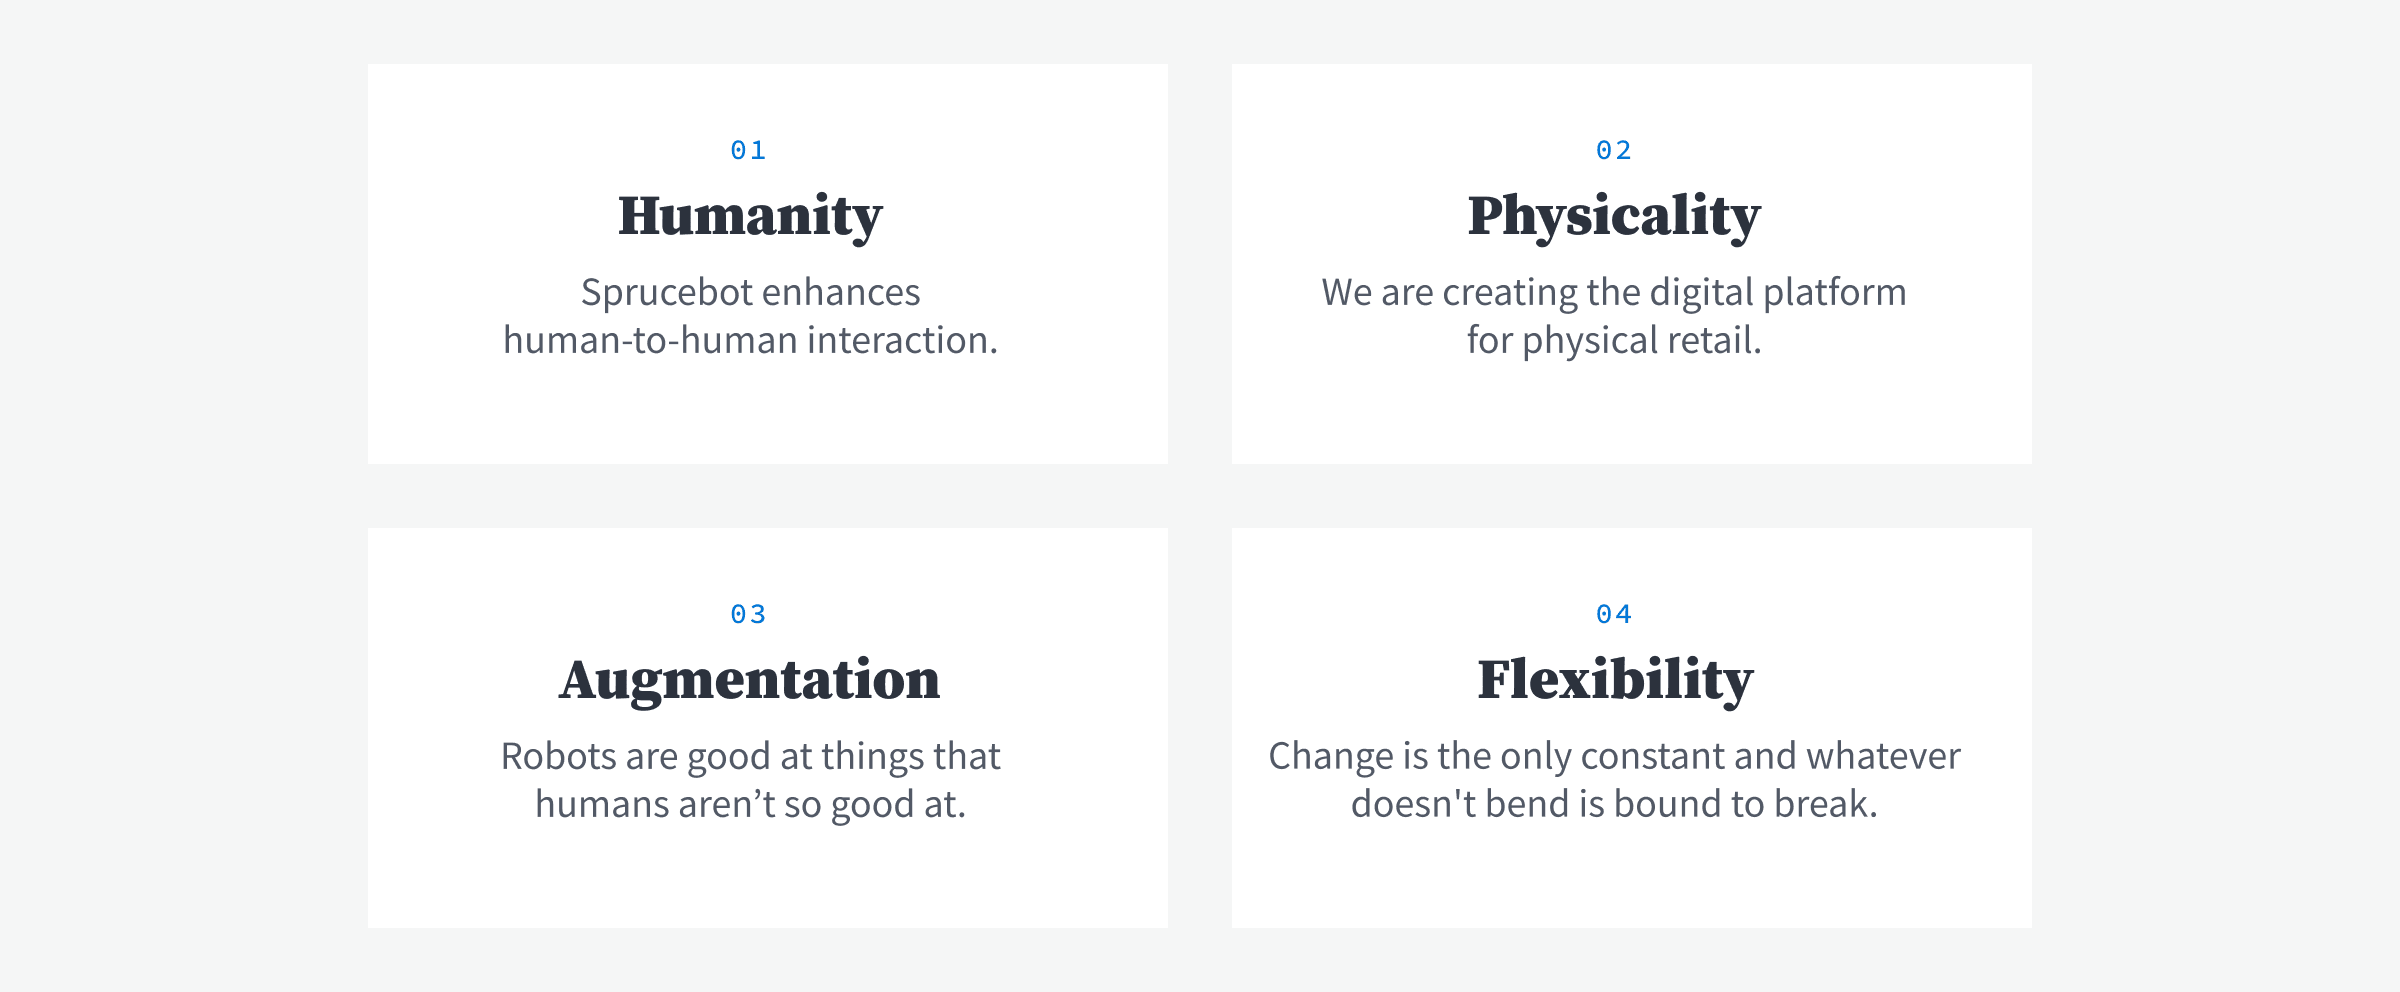 01
Humanity
Sprucebot enhances
human-to-human interaction.
02
Physicality
We are creating the digital platform
for physical retail.
03
Augmentation
Robots are good at things that
humans aren’t so good at.
04
Flexibility
Change is the only constant and whatever
doesn't bend is bound to break.